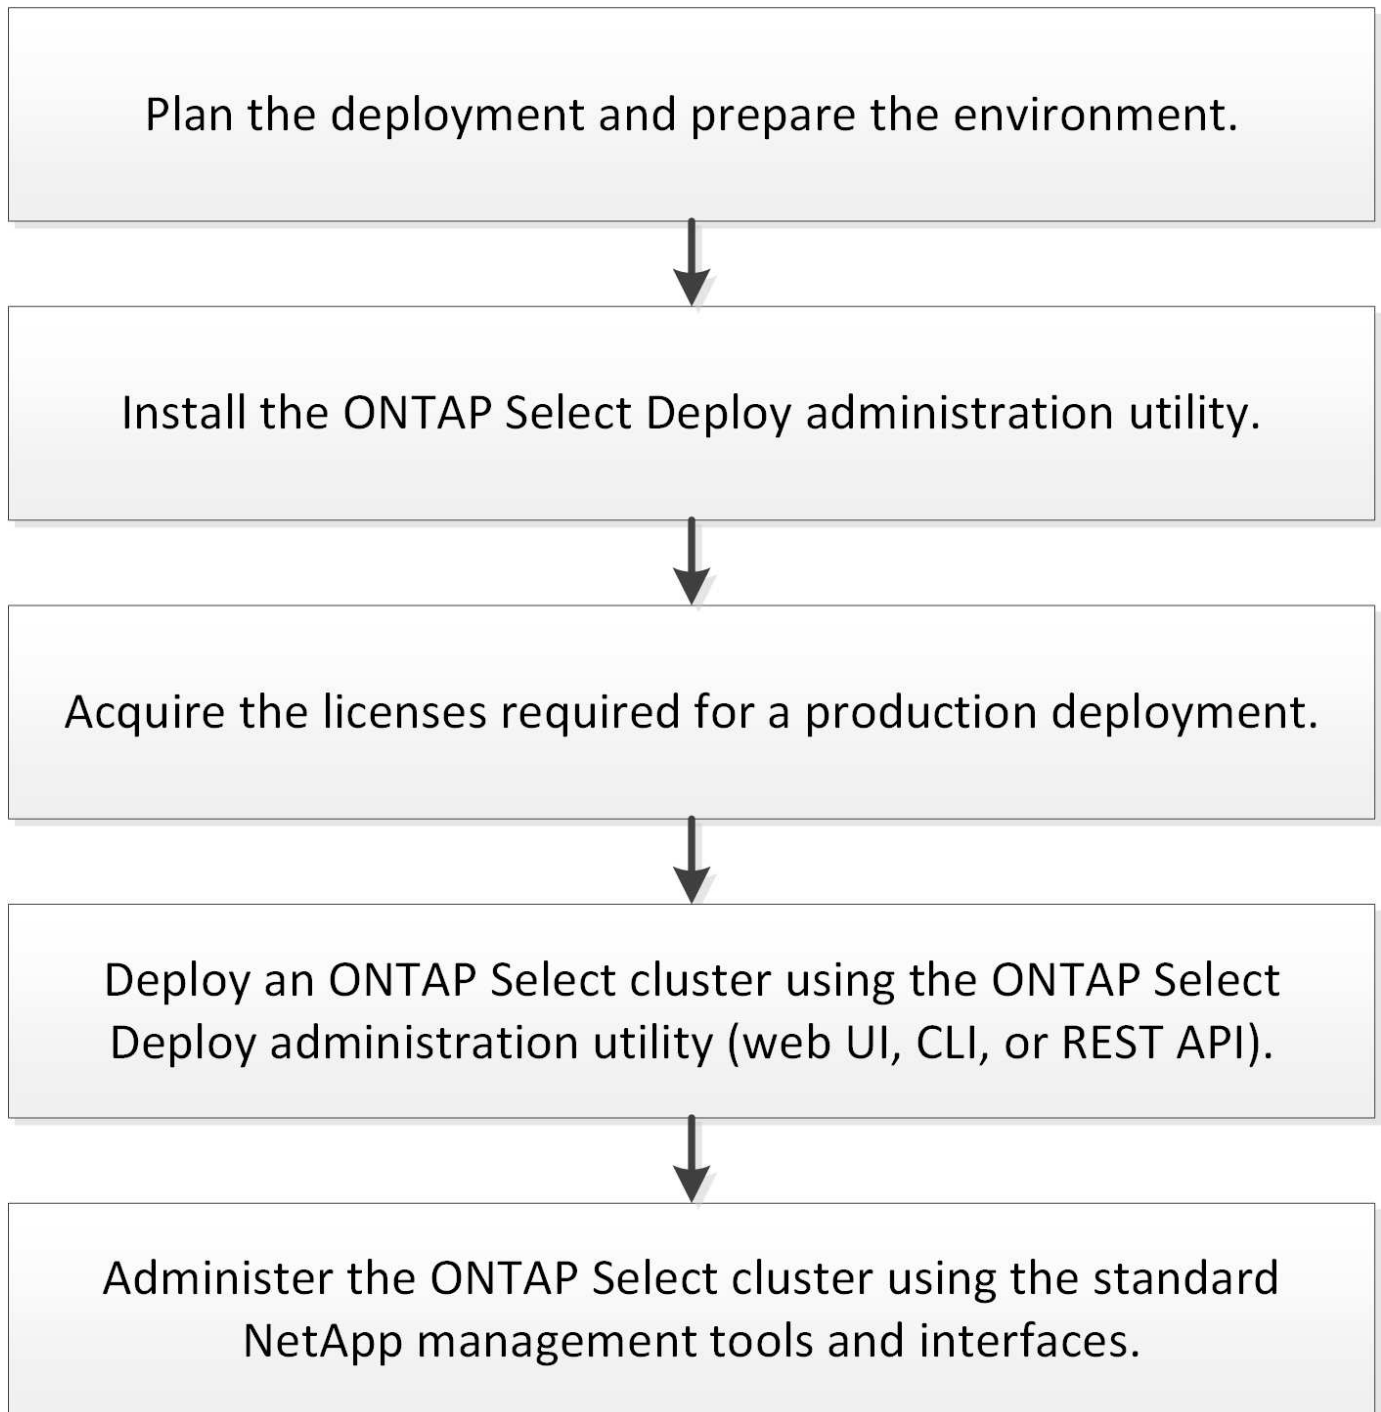 Plan the deployment and prepare the environment.
Install the ONTAP Select Deploy administration utility.
Acquire the licenses required for a production deployment.
Deploy an ONTAP Select cluster using the ONTAP Select
Deploy administration utility (web UI, CLI, or REST API).
Administer the ONTAP Select cluster using the standard
NetApp management tools and interfaces.